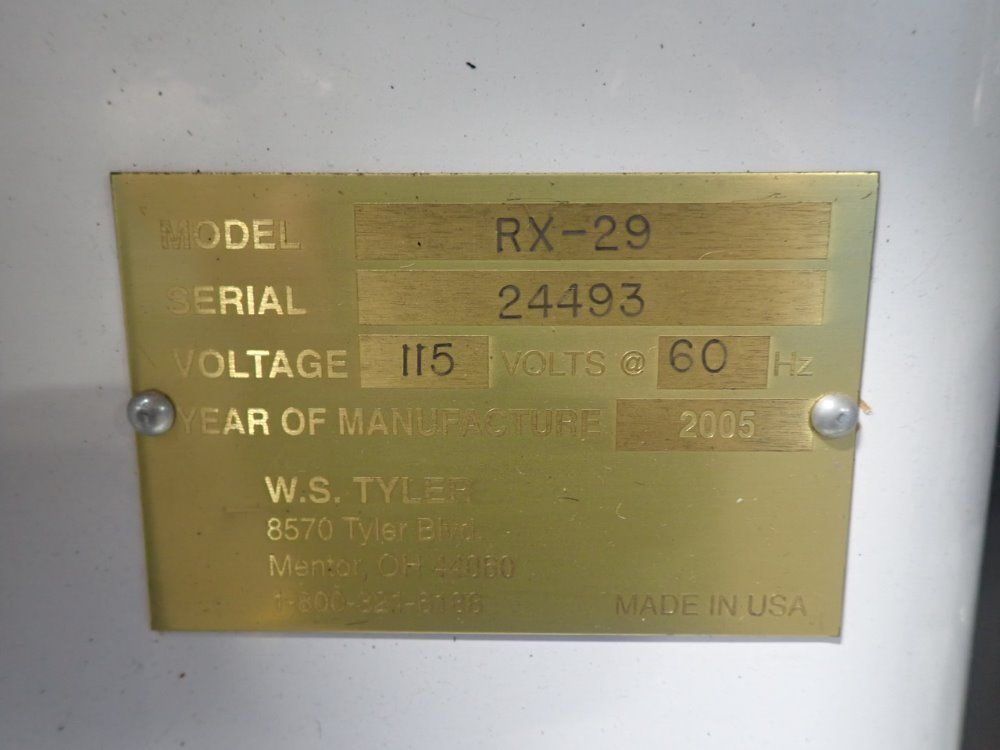 MODEL RX-29
SERIAL 24493
VOLTAGE 115 VOLTS @ 60 Hz
YEAR OF MANUFACTURE 2005
W.S. TYLER
8570 Tyler Blvd.
Mentor, OH 44060
MADE IN USA